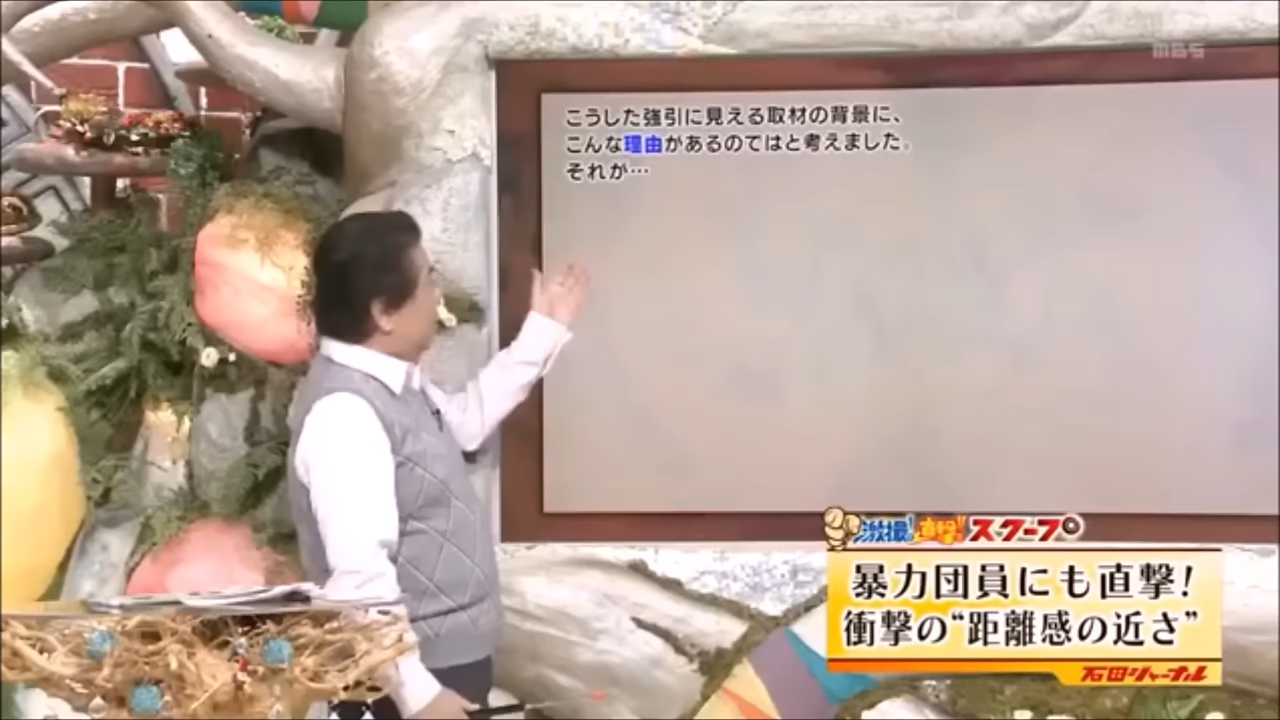 MBS
こうした強引に見える取材の背景に、
こんな理由があるのではと考えました。
それが…
激撮!直撃!!スクープ
暴力団員にも直撃!
衝撃の“距離感の近さ”
石田ジャーナル